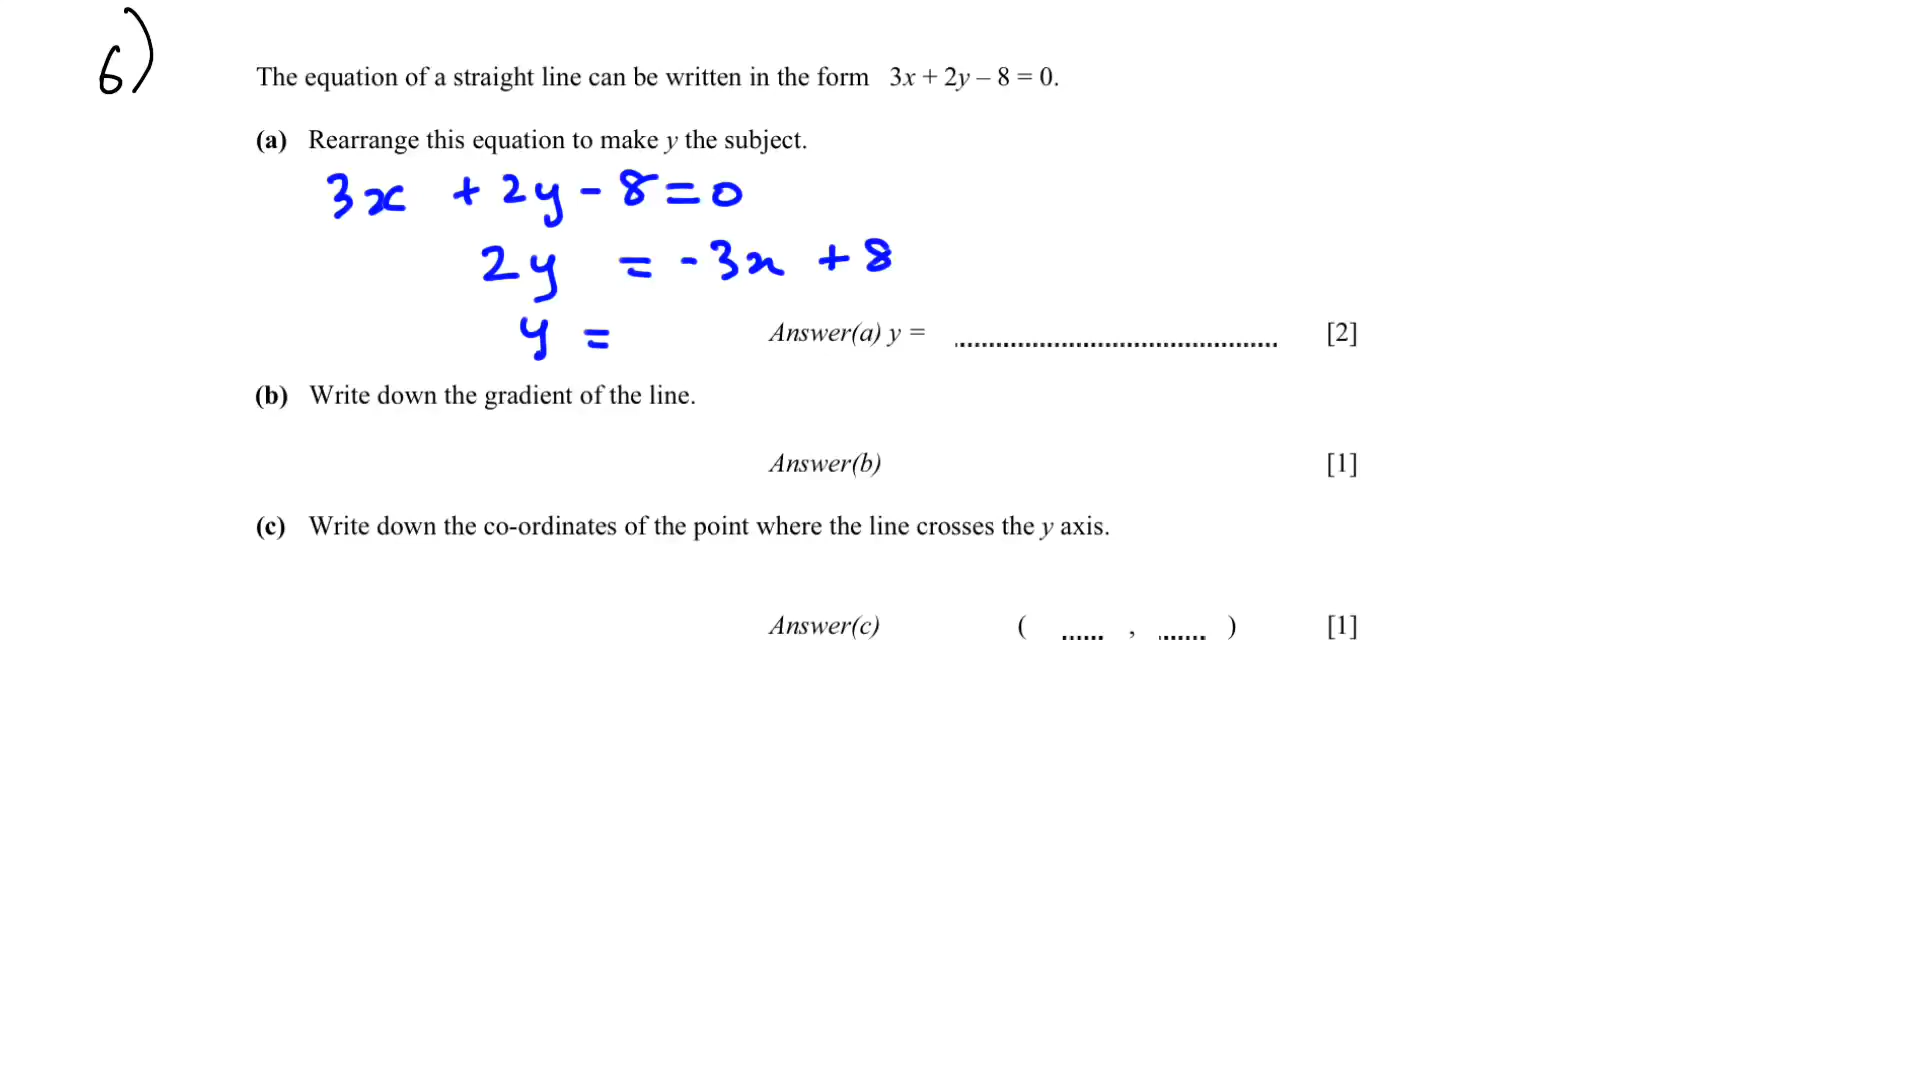 6)
The equation of a straight line can be written in the form 3x + 2y – 8 = 0.
(a) Rearrange this equation to make y the subject.
3x + 2y - 8 = 0
2y = -3x + 8
y =
Answer(a) y = ............................................ [2]
(b) Write down the gradient of the line.
Answer(b) [1]
(c) Write down the co-ordinates of the point where the line crosses the y axis.
Answer(c) ( ...... , ....... ) [1]